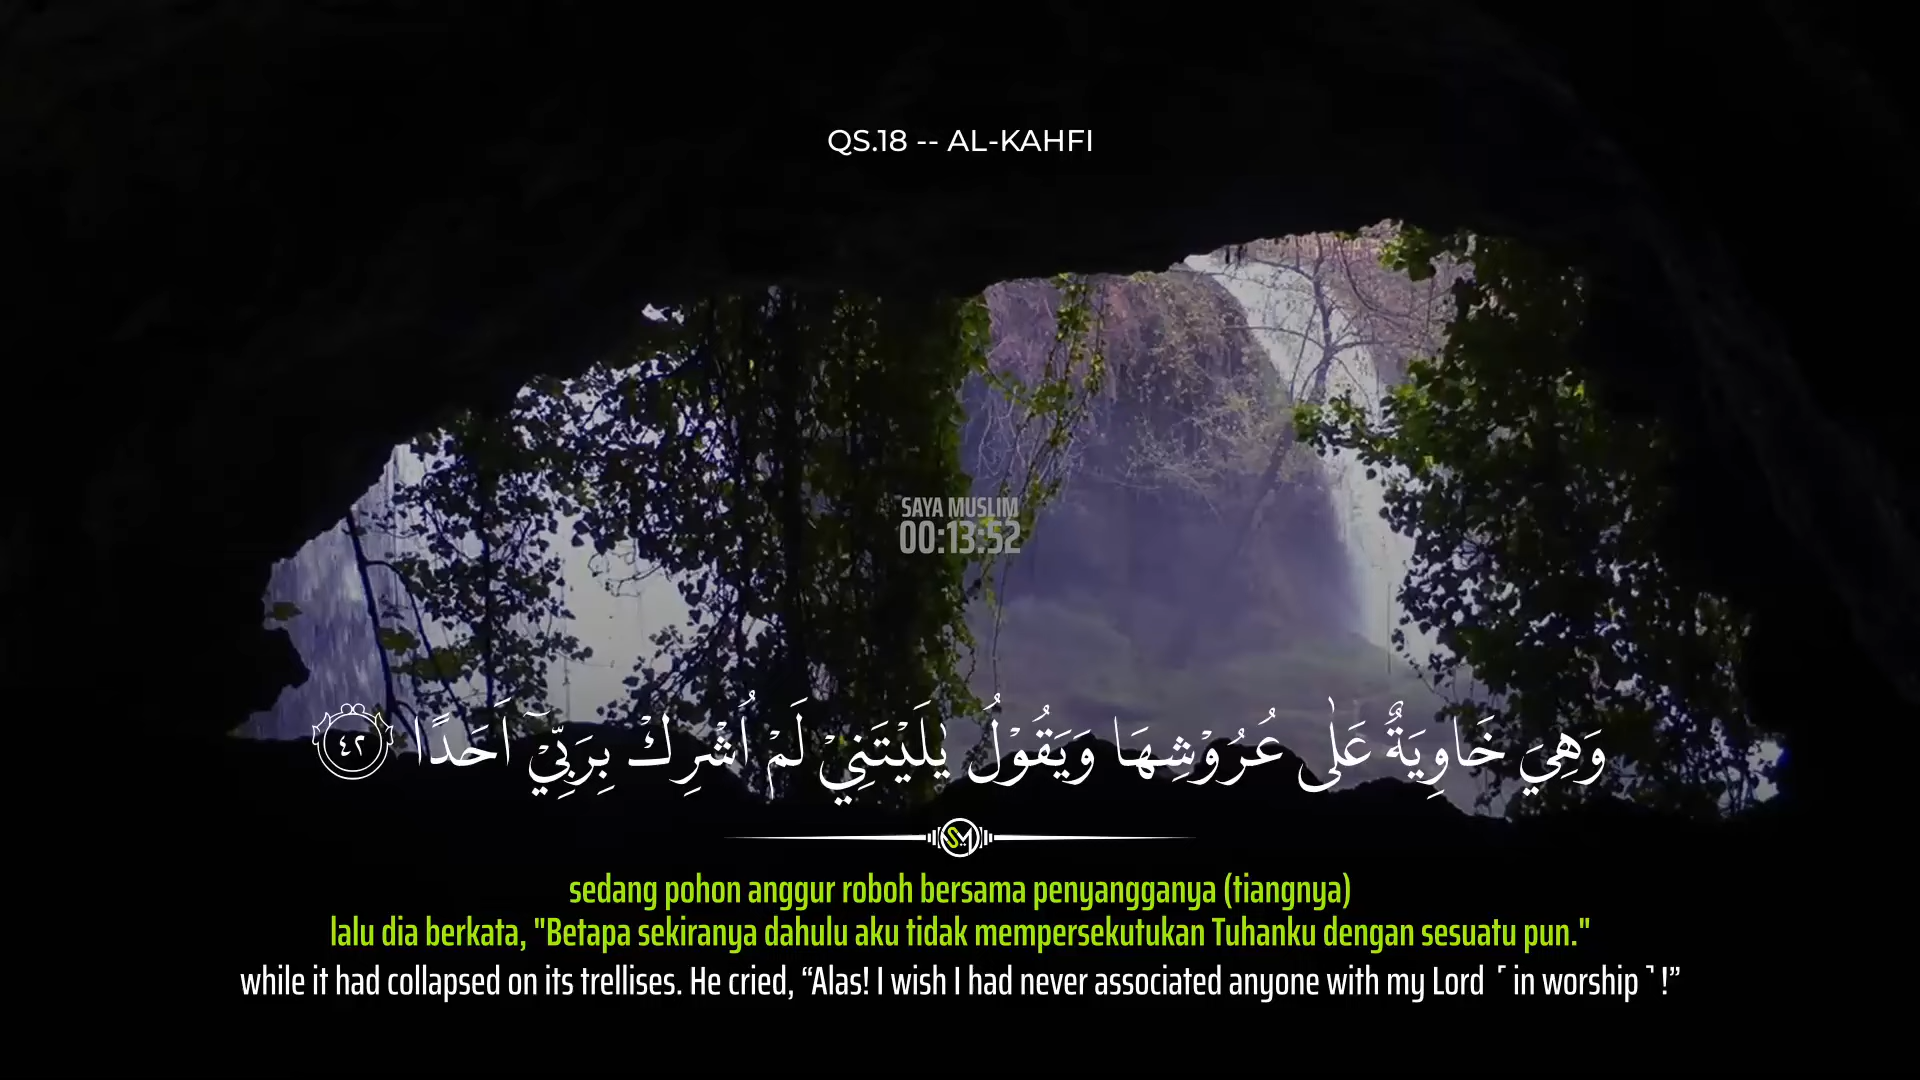 QS.18 -- AL-KAHFI
SAYA MUSLIM
00:13:52
وَهِيَ خَاوِيَةٌ عَلٰى عُرُوْشِهَا وَيَقُوْلُ يٰلَيْتَنِيْ لَمْ اُشْرِكْ بِرَبِّيْٓ اَحَدًا ٤٢
SM
sedang pohon anggur roboh bersama penyangganya (tiangnya)
lalu dia berkata, "Betapa sekiranya dahulu aku tidak mempersekutukan Tuhanku dengan sesuatu pun."
while it had collapsed on its trellises. He cried, “Alas! I wish I had never associated anyone with my Lord ˹in worship˺!”